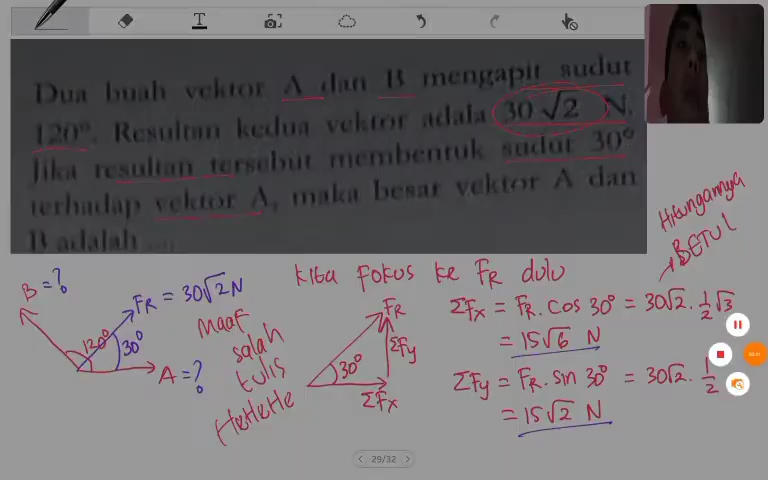 Dua buah vektor A dan B mengapit sudut
120°. Resultan kedua vektor adala 30√2 N.
Jika resultan tersebut membentuk sudut 30°
terhadap vektor A, maka besar vektor A dan
B adalah ....
Hitungannya
BETUL
kita fokus ke FR dulu
B = ?
FR = 30√2 N
120°
30°
A = ?
Maaf
salah
tulis
HeHeHe
FR
30°
ΣFy
ΣFx
ΣFx = FR. cos 30° = 30√2 . 1/2 √3
= 15√6 N
ΣFy = FR. sin 30° = 30√2 . 1/2
= 15√2 N
29/32